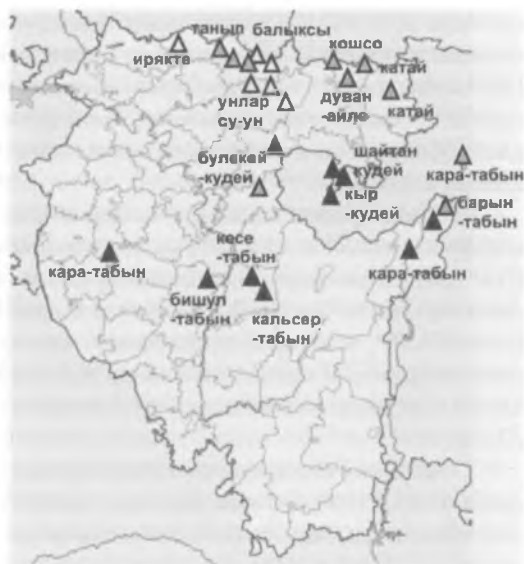 танып балыксы
ирякте
кошсо
катай
унлар
су-ун
дуван
-айле
катай
булекей
-кудей
шайтан
кудей
кара-табын
кыр
-кудей
барын
-табын
кесе
-табын
кара-табын
бишул
-табын
кара-табын
кальсер
-табын